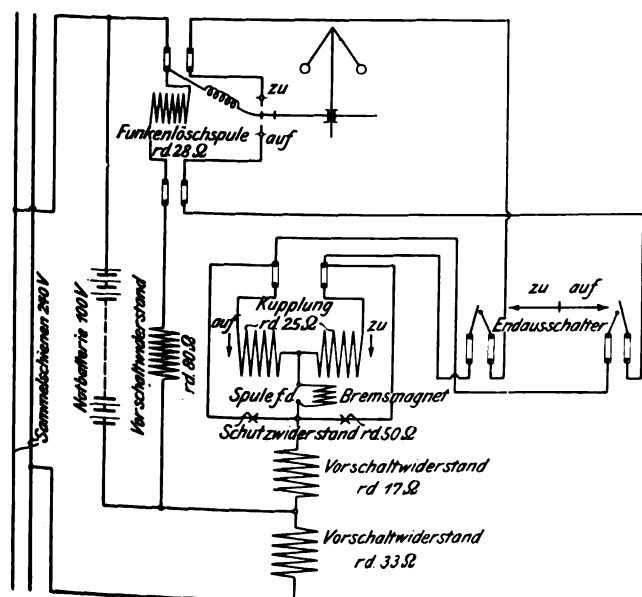 zu
Funkenlöschspule
rd. 28 Ω
auf
Sammelschienen 240 V
Notbatterie 100 V
Vorschaltwiderstand
rd. 80 Ω
zu auf
Endausschalter
Kupplung
auf rd. 25 Ω zu
Spule f. d. Bremsmagnet
Schutzwiderstand rd. 50 Ω
Vorschaltwiderstand
rd. 17 Ω
Vorschaltwiderstand
rd. 33 Ω